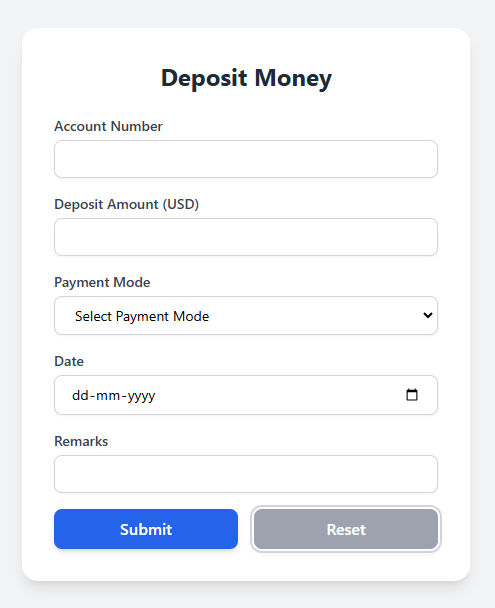 Deposit Money
Account Number
Deposit Amount (USD)
Payment Mode
Select Payment Mode
Date
dd-mm-yyyy
Remarks
Submit Reset